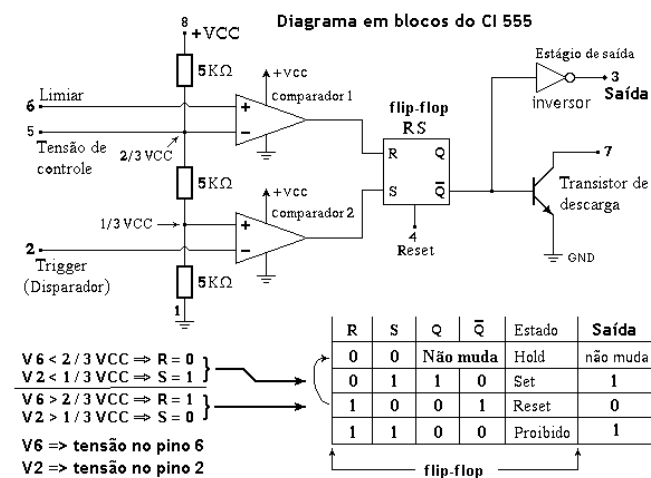 Diagrama em blocos do CI 555
8
+VCC
5KΩ
6 Limiar
5
Tensão de
controle
2/3 VCC
+VCC
Comparador 1
+
−
5KΩ
1/3 VCC
+VCC
Comparador 2
+
−
2
Trigger
(Disparador)
5KΩ
1
flip-flop
RS
R Q
S Q̅
4
Reset
Estágio de saída
3
Saída
inversor
7
Transistor de
descarga
GND
V6 < 2/3 VCC ⇒ R = 0
V2 < 1/3 VCC ⇒ S = 1
V6 > 2/3 VCC ⇒ R = 1
V2 > 1/3 VCC ⇒ S = 0
V6 => tensão no pino 6
V2 => tensão no pino 2
R S Q Q̅ Estado Saída
0 0 Não muda Hold não muda
0 1 1 0 Set 1
1 0 0 1 Reset 0
1 1 0 0 Proibido 1
flip-flop